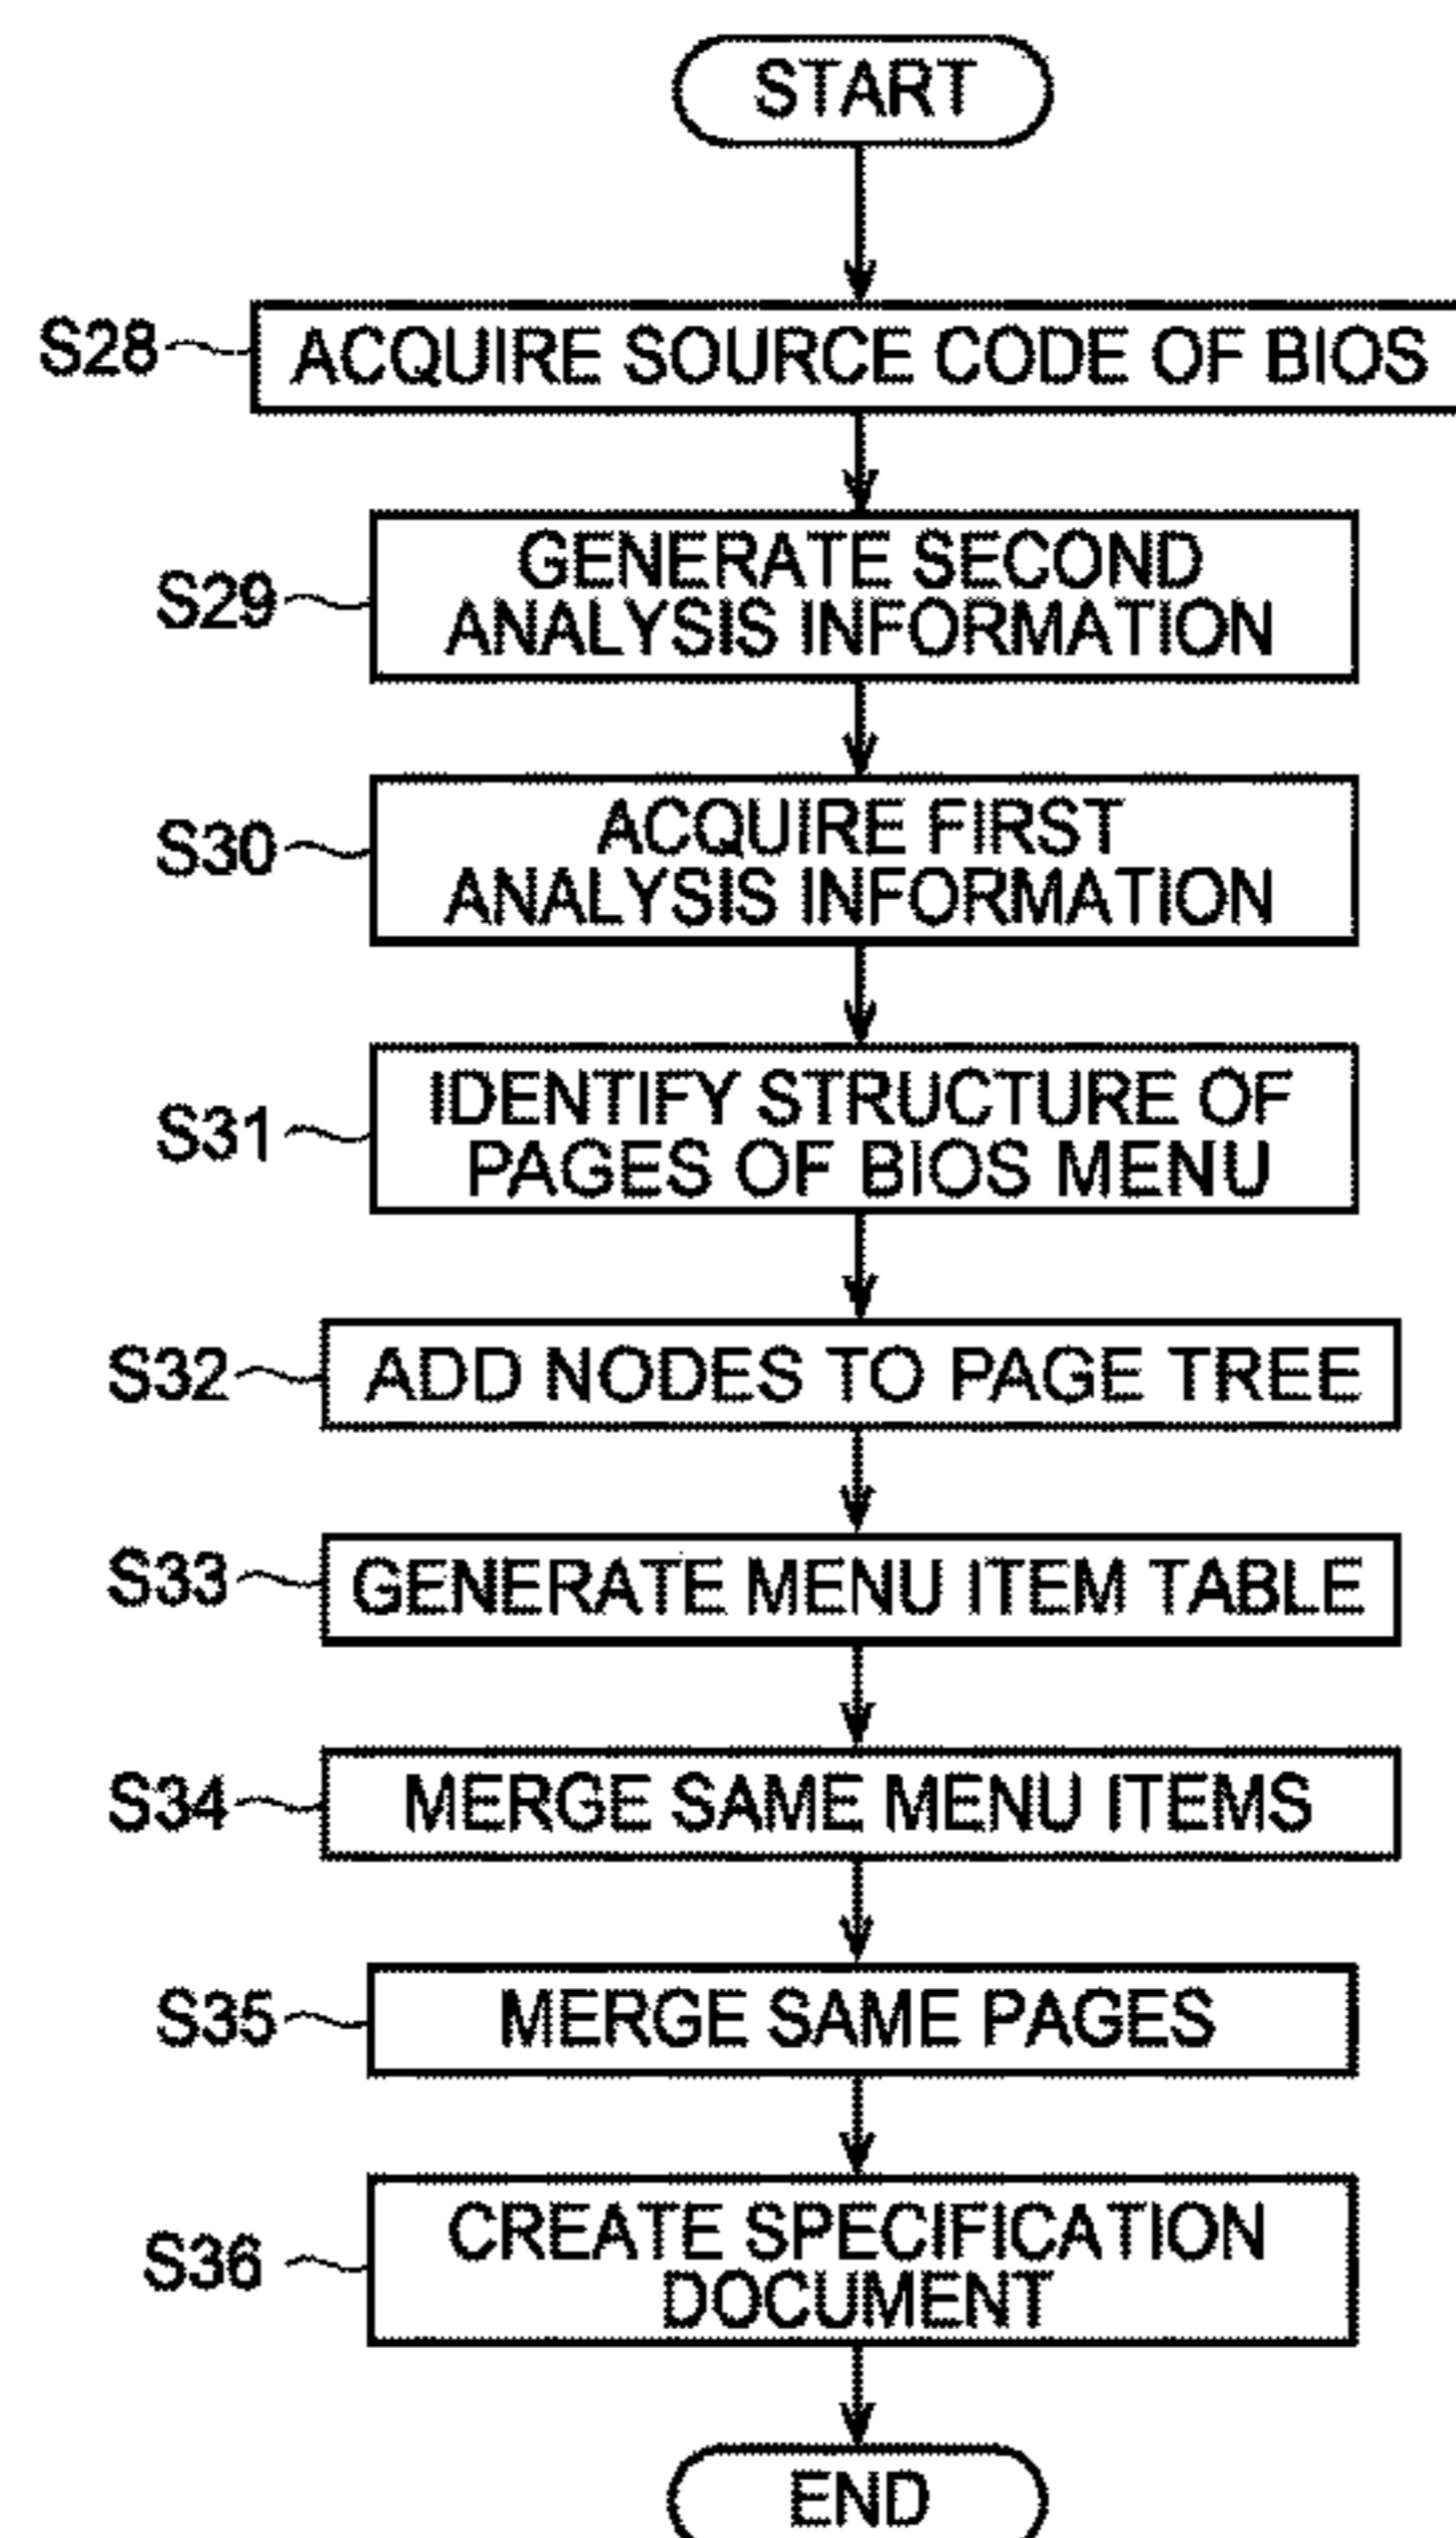 START
S28 ACQUIRE SOURCE CODE OF BIOS
GENERATE SECOND
S29 ANALYSIS INFORMATION
ACQUIRE FIRST
S30 ANALYSIS INFORMATION
IDENTIFY STRUCTURE OF
S31 PAGES OF BIOS MENU
S32 ADD NODES TO PAGE TREE
S33 GENERATE MENU ITEM TABLE
S34 MERGE SAME MENU ITEMS
S35 MERGE SAME PAGES
CREATE SPECIFICATION
S36 DOCUMENT
END